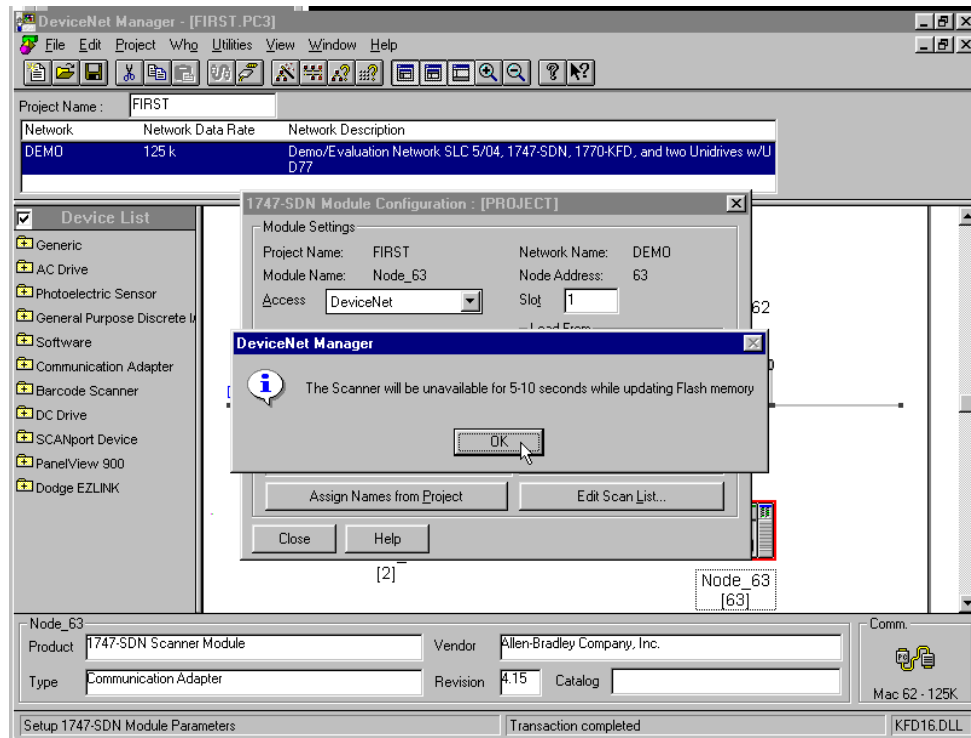 DeviceNet Manager - [FIRST.PC3]
File Edit Project Who Utilities View Window Help
Project Name : FIRST
Network Network Data Rate Network Description
DEMO 125 k Demo/Evaluation Network SLC 5/04, 1747-SDN, 1770-KFD, and two Unidrives w/U
D77
Device List
Generic
AC Drive
Photoelectric Sensor
General Purpose Discrete I/
Software
Communication Adapter
Barcode Scanner
DC Drive
SCANport Device
PanelView 900
Dodge EZLINK
1747-SDN Module Configuration : [PROJECT]
Module Settings
Project Name: FIRST Network Name: DEMO
Module Name: Node_63 Node Address: 63
Access DeviceNet Slot 1
Load From
62
DeviceNet Manager
The Scanner will be unavailable for 5-10 seconds while updating Flash memory
OK
Assign Names from Project Edit Scan List...
Close Help
[2]
Node_63
[63]
Node_63
Product 1747-SDN Scanner Module Vendor Allen-Bradley Company, Inc.
Type Communication Adapter Revision 4.15 Catalog
Comm.
Mac 62 - 125K
Setup 1747-SDN Module Parameters Transaction completed KFD16.DLL